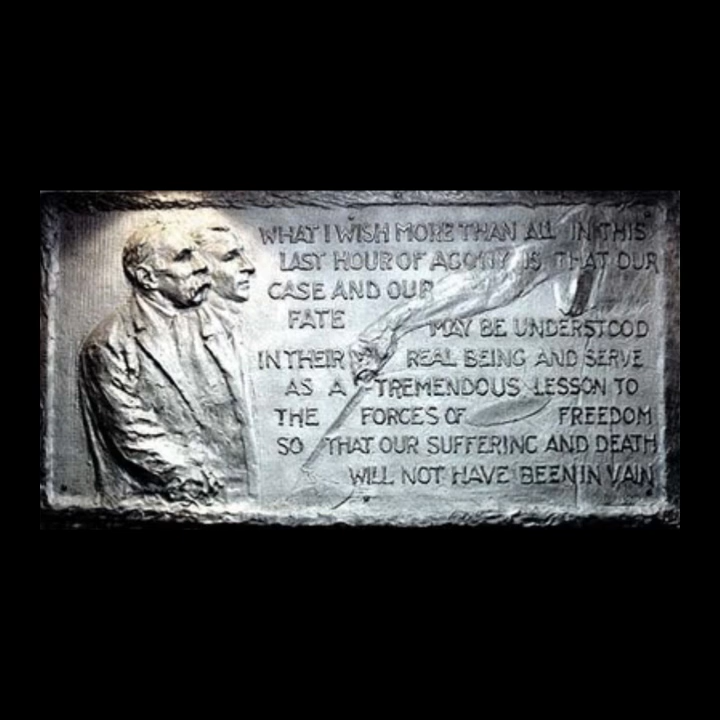 WHAT I WISH MORE THAN ALL IN THIS
LAST HOUR OF AGONY IS THAT OUR
CASE AND OUR
FATE MAY BE UNDERSTOOD
IN THEIR REAL BEING AND SERVE
AS A TREMENDOUS LESSON TO
THE FORCES OF FREEDOM
SO THAT OUR SUFFERING AND DEATH
WILL NOT HAVE BEEN IN VAIN